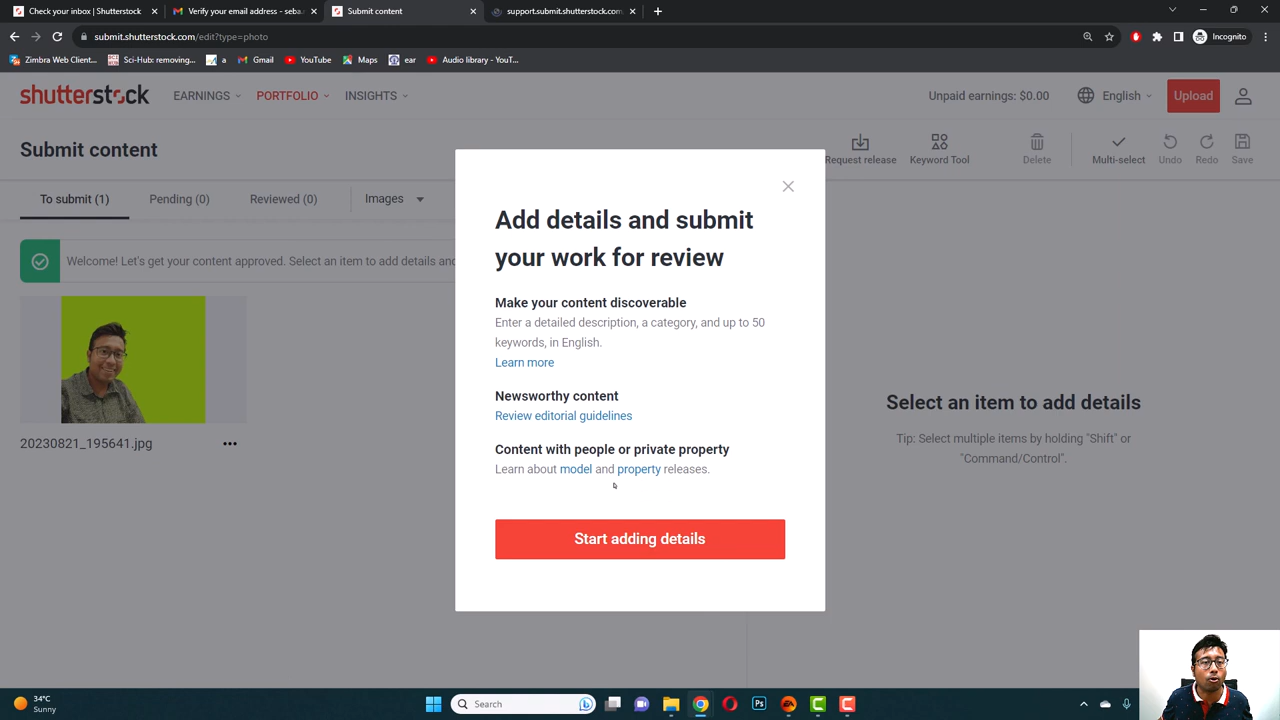 Check your inbox | Shutterstock
Verify your email address - seba
Submit content
support.submit.shutterstock.com/
submit.shutterstock.com/edit?type=photo
Incognito
Zimbra Web Client...
Sci-Hub: removing...
a
Gmail
YouTube
Maps
ear
Audio library - YouT...
shutterstock
EARNINGS
PORTFOLIO
INSIGHTS
Unpaid earnings: $0.00
English
Upload
Submit content
Request release
Keyword Tool
Delete
Multi-select
Undo
Redo
Save
To submit (1)
Pending (0)
Reviewed (0)
Images
Welcome! Let's get your content approved. Select an item to add details and
20230821_195641.jpg
Add details and submit
your work for review
Make your content discoverable
Enter a detailed description, a category, and up to 50
keywords, in English.
Learn more
Newsworthy content
Review editorial guidelines
Content with people or private property
Learn about model and property releases.
Start adding details
Select an item to add details
Tip: Select multiple items by holding "Shift" or
"Command/Control".
34°C
Sunny
Search